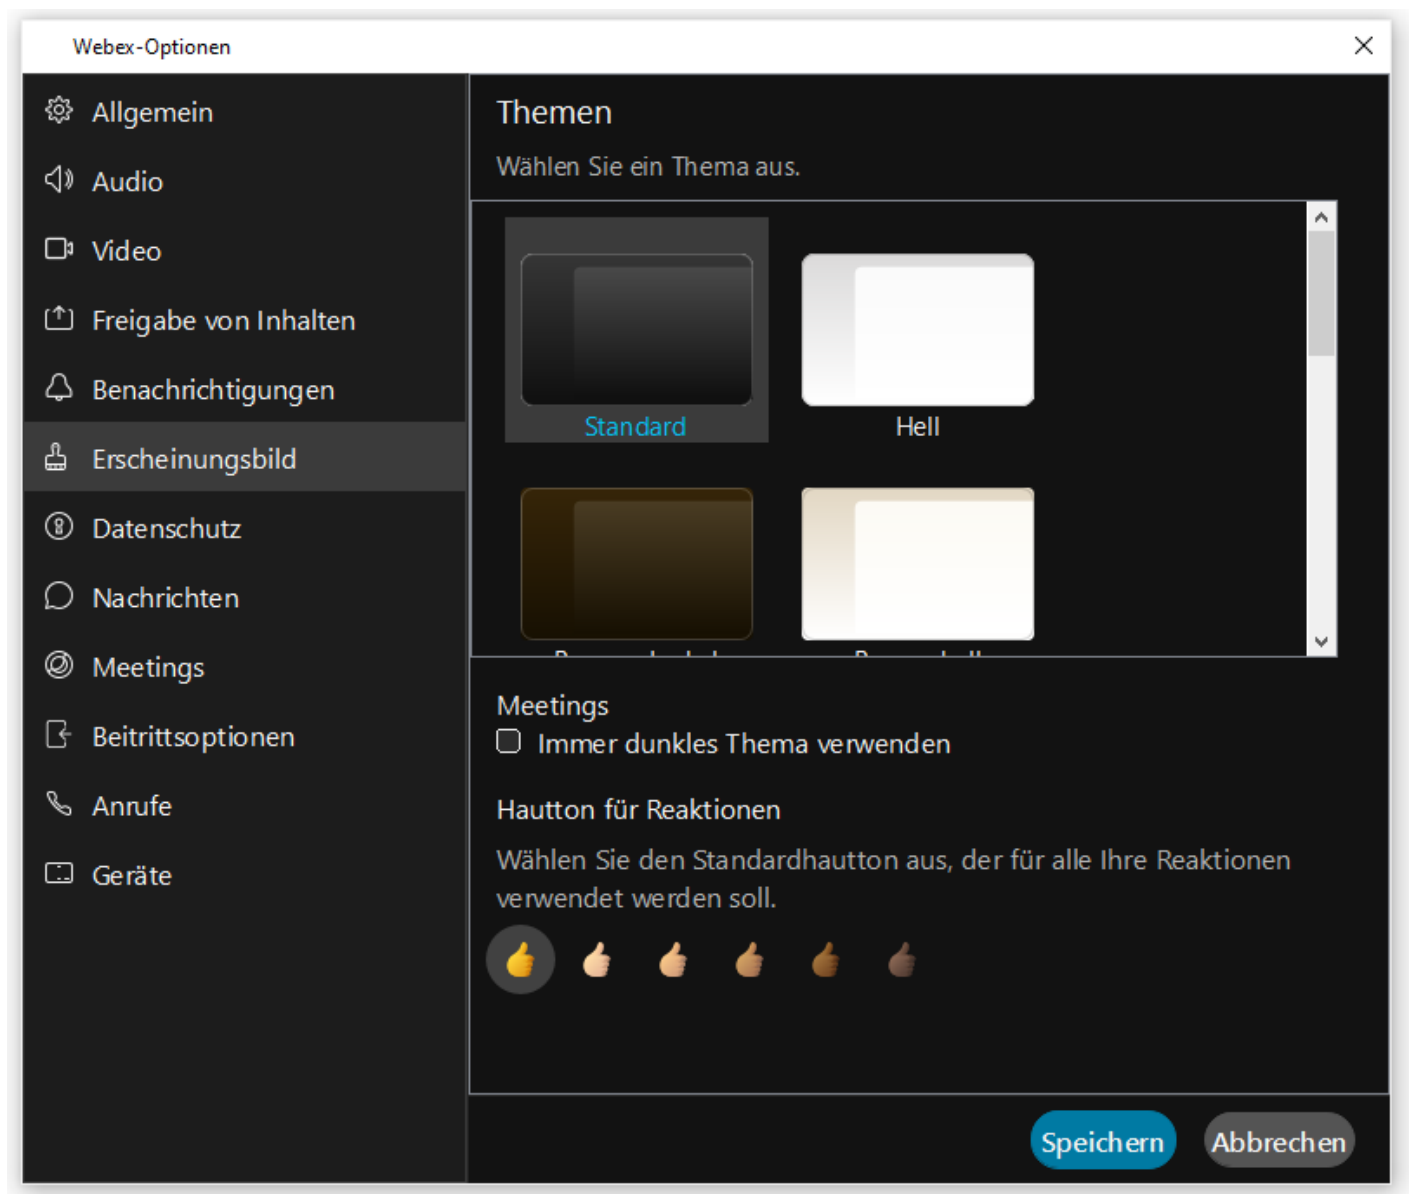 Webex-Optionen
Allgemein
Audio
Video
Freigabe von Inhalten
Benachrichtigungen
Erscheinungsbild
Datenschutz
Nachrichten
Meetings
Beitrittsoptionen
Anrufe
Geräte
Themen
Wählen Sie ein Thema aus.
Standard
Hell
Meetings
Immer dunkles Thema verwenden
Hautton für Reaktionen
Wählen Sie den Standardhautton aus, der für alle Ihre Reaktionen
verwendet werden soll.
Speichern
Abbrechen